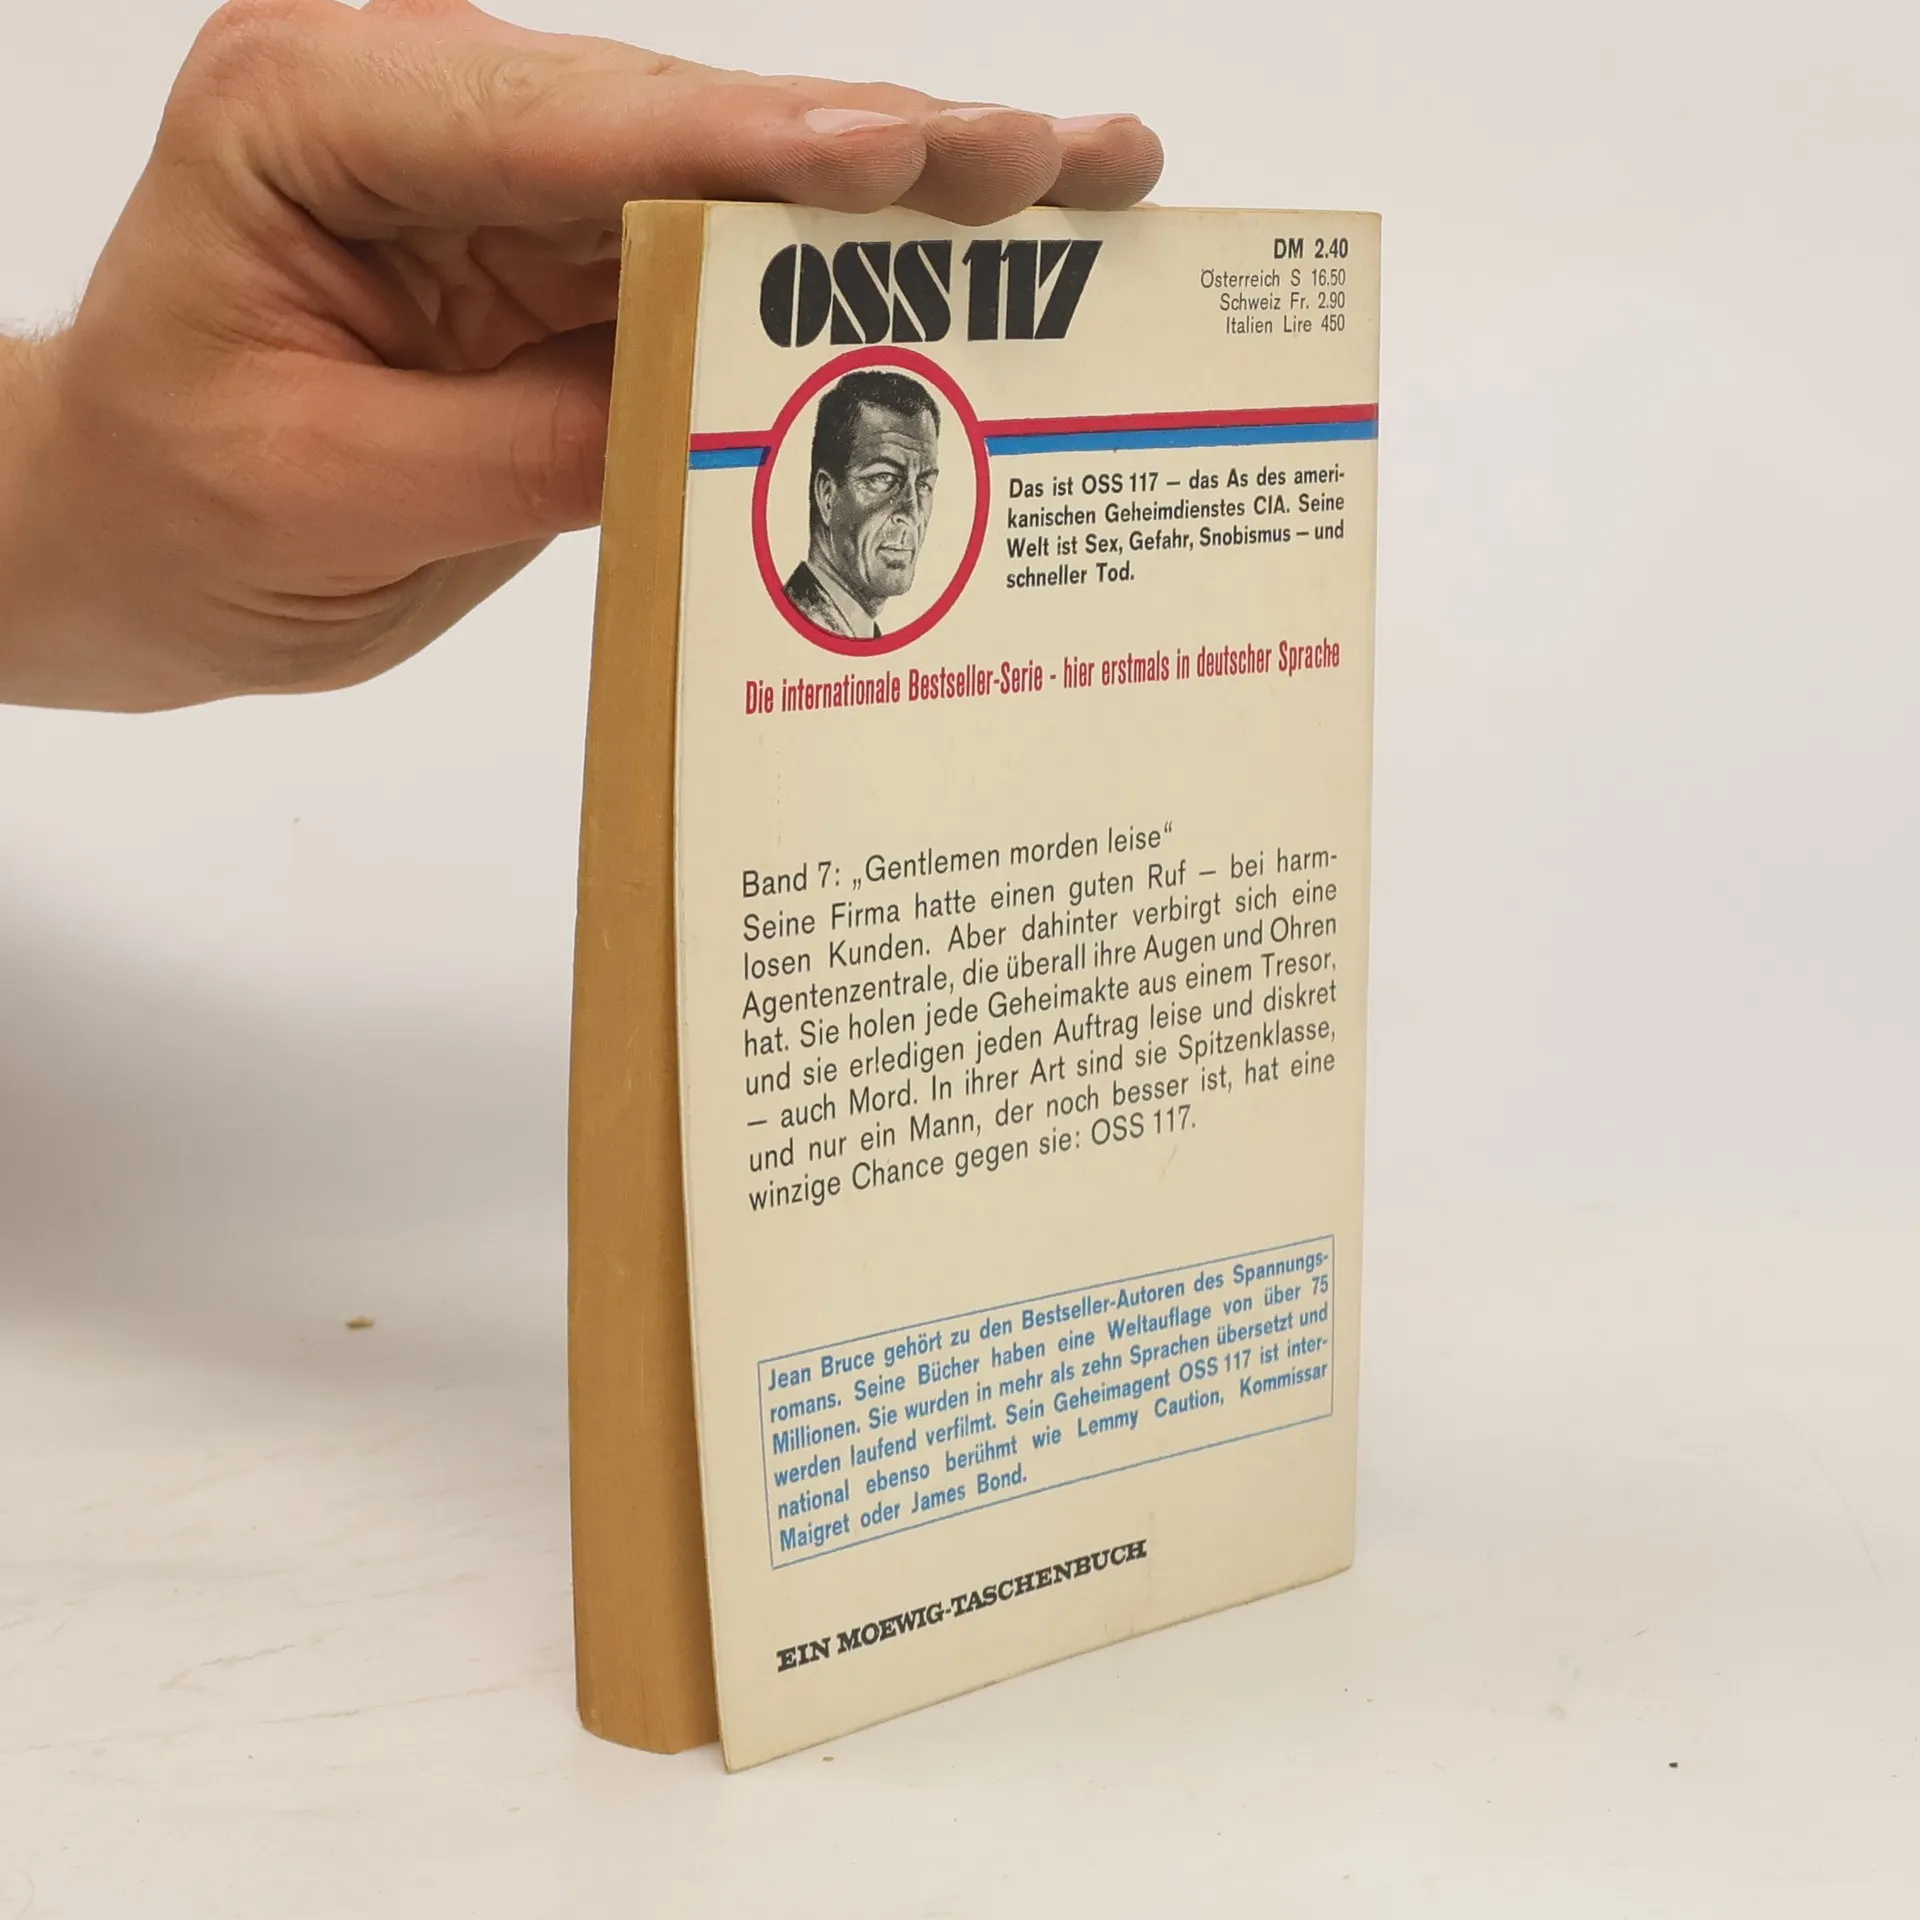 OSS 117
DM 2.40
Österreich S 16.50
Schweiz Fr. 2.90
Italien Lire 450
Das ist OSS 117 – das As des ameri-
kanischen Geheimdienstes CIA. Seine
Welt ist Sex, Gefahr, Snobismus – und
schneller Tod.
Die internationale Bestseller-Serie - hier erstmals in deutscher Sprache
Band 7: „Gentlemen morden leise“
Seine Firma hatte einen guten Ruf – bei harm-
losen Kunden. Aber dahinter verbirgt sich eine
Agentenzentrale, die überall ihre Augen und Ohren
hat. Sie holen jede Geheimakte aus einem Tresor,
und sie erledigen jeden Auftrag leise und diskret
– auch Mord. In ihrer Art sind sie Spitzenklasse,
und nur ein Mann, der noch besser ist, hat eine
winzige Chance gegen sie: OSS 117.
Jean Bruce gehört zu den Bestseller-Autoren des Spannungs-
romans. Seine Bücher haben eine Weltauflage von über 75
Millionen. Sie wurden in mehr als zehn Sprachen übersetzt und
werden laufend verfilmt. Sein Geheimagent OSS 117 ist inter-
national ebenso berühmt wie Lemmy Caution, Kommissar
Maigret oder James Bond.
EIN MOEWIG-TASCHENBUCH